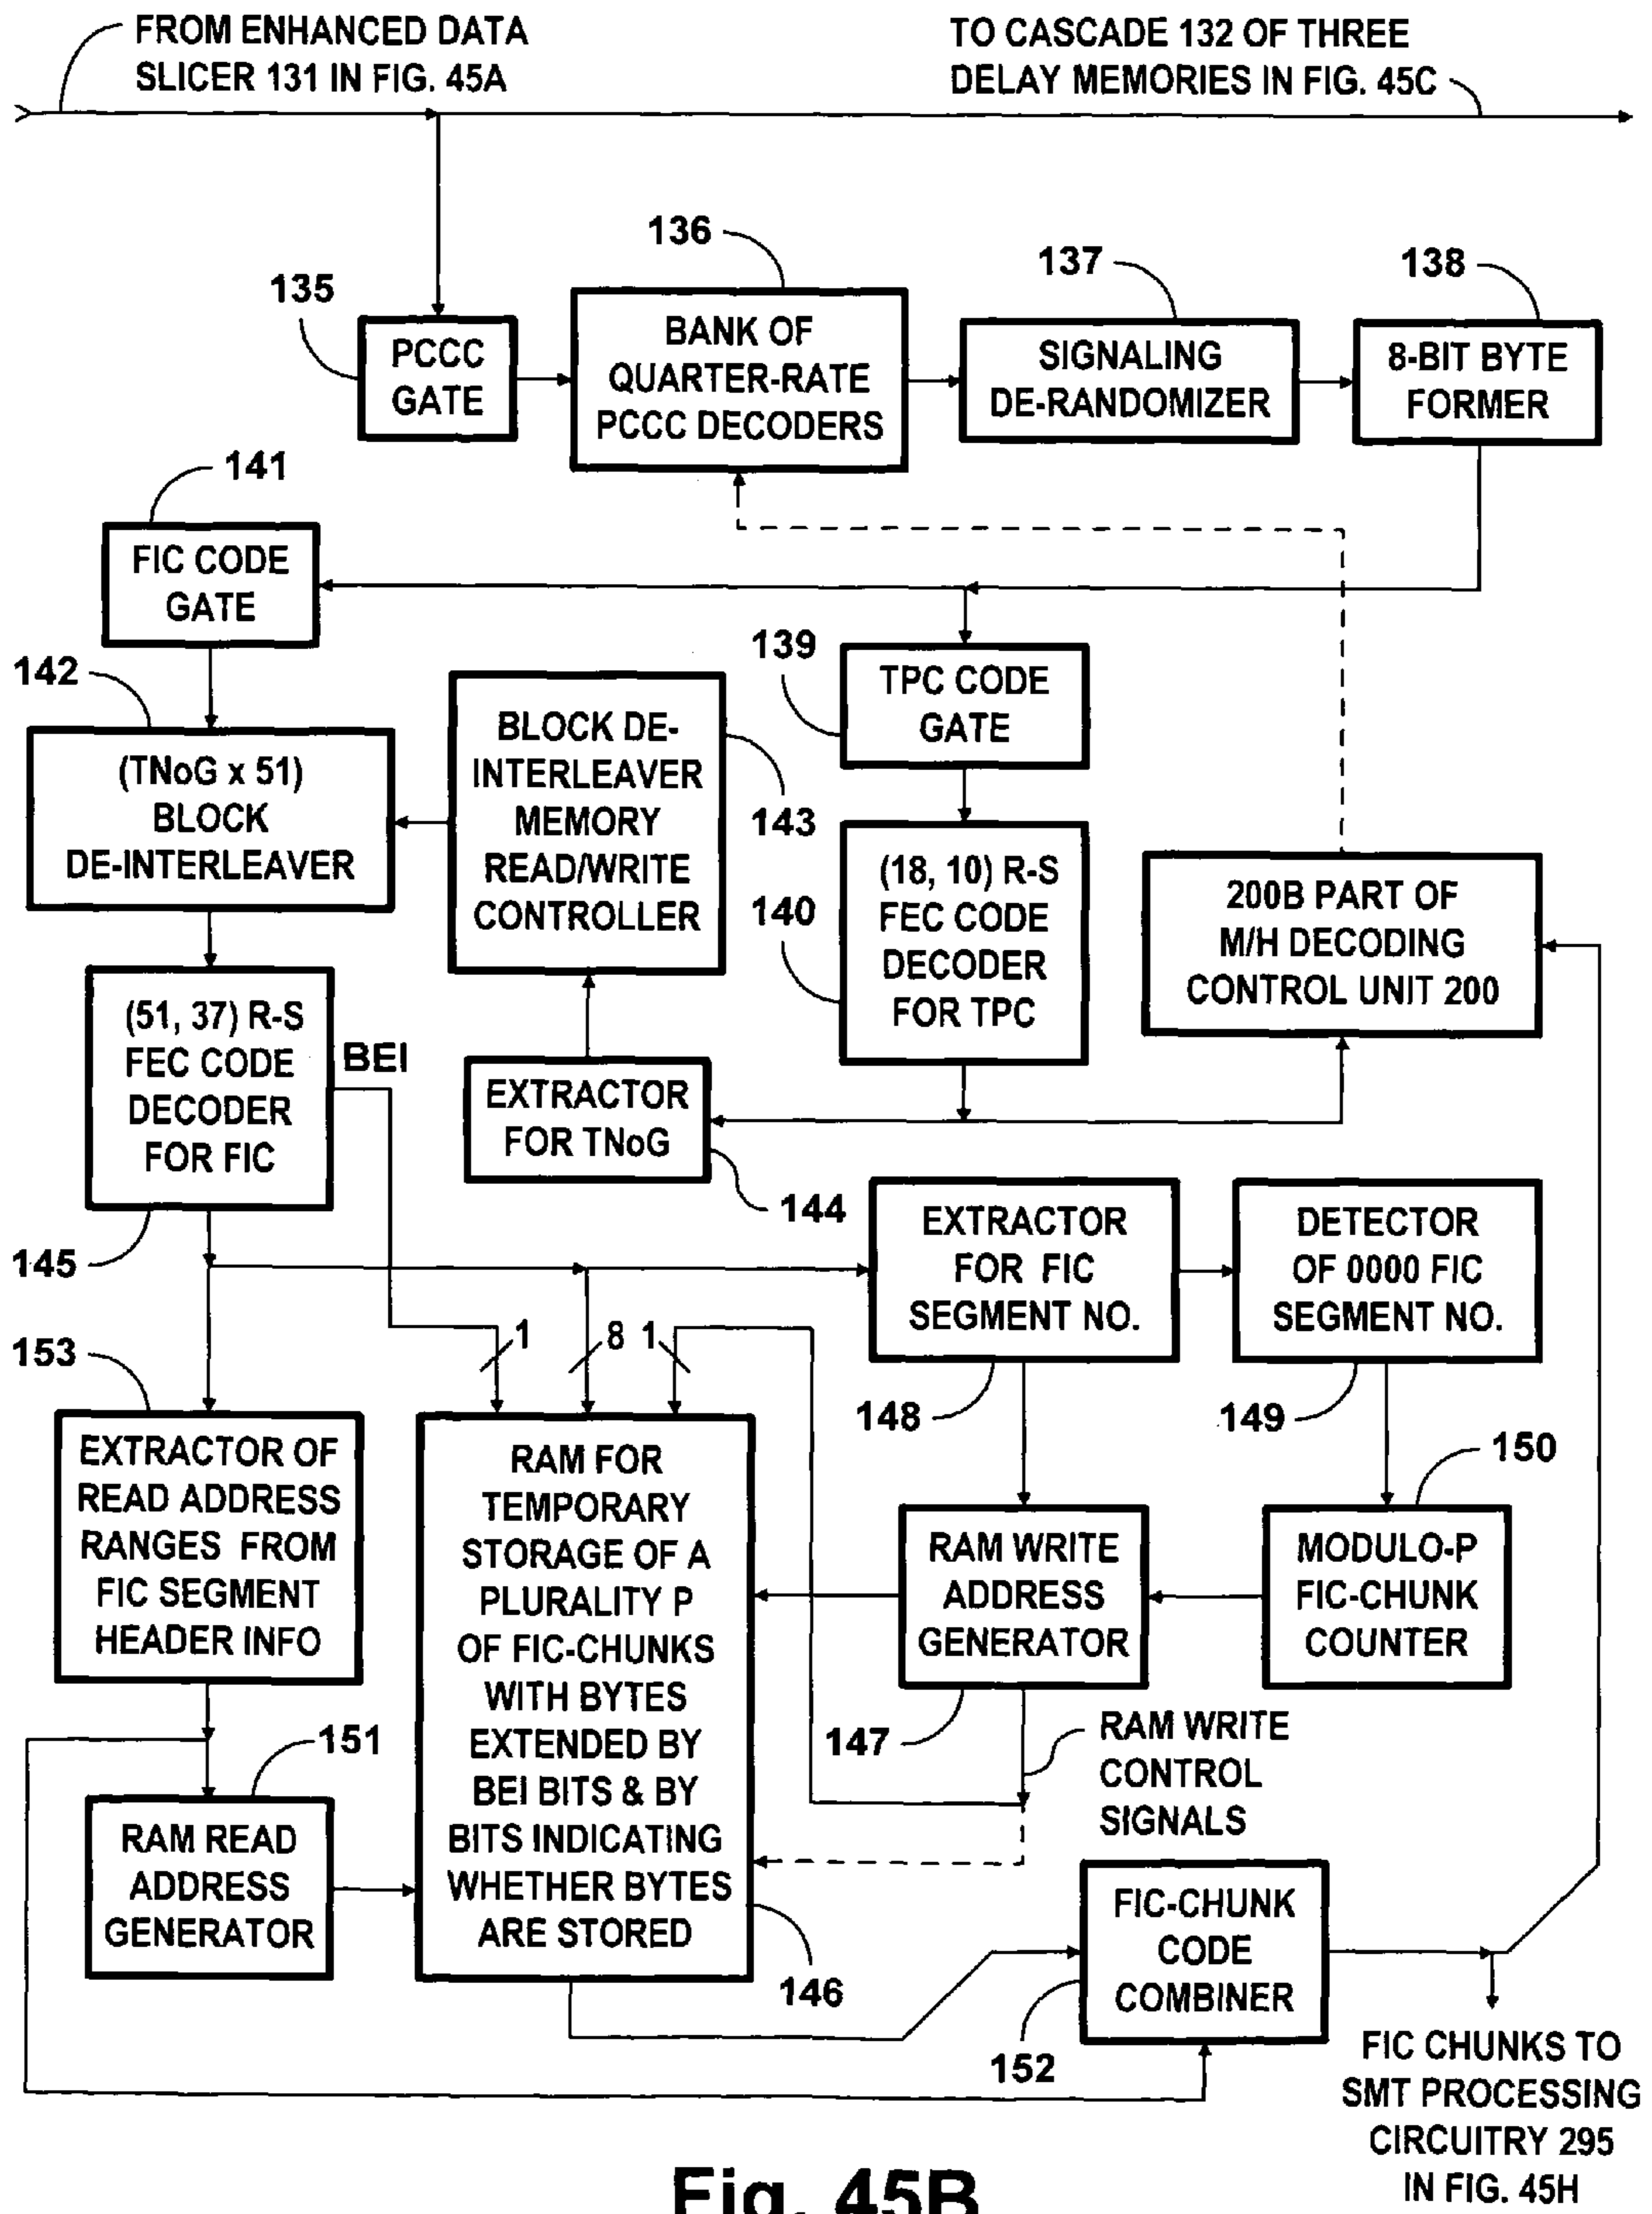 FROM ENHANCED DATA
SLICER 131 IN FIG. 45A
TO CASCADE 132 OF THREE
DELAY MEMORIES IN FIG. 45C
135
PCCC
GATE
136
BANK OF
QUARTER-RATE
PCCC DECODERS
137
SIGNALING
DE-RANDOMIZER
138
8-BIT BYTE
FORMER
141
FIC CODE
GATE
142
(TNoG x 51)
BLOCK
DE-INTERLEAVER
BLOCK DE-
INTERLEAVER
MEMORY
READ/WRITE
CONTROLLER
143
139
TPC CODE
GATE
140
(18, 10) R-S
FEC CODE
DECODER
FOR TPC
200B PART OF
M/H DECODING
CONTROL UNIT 200
(51, 37) R-S
FEC CODE
DECODER
FOR FIC
BEI
145
EXTRACTOR
FOR TNoG
144
EXTRACTOR
FOR FIC
SEGMENT NO.
148
DETECTOR
OF 0000 FIC
SEGMENT NO.
149
1
8
1
153
EXTRACTOR OF
READ ADDRESS
RANGES FROM
FIC SEGMENT
HEADER INFO
RAM FOR
TEMPORARY
STORAGE OF A
PLURALITY P
OF FIC-CHUNKS
WITH BYTES
EXTENDED BY
BEI BITS & BY
BITS INDICATING
WHETHER BYTES
ARE STORED
146
RAM WRITE
ADDRESS
GENERATOR
147
150
MODULO-P
FIC-CHUNK
COUNTER
RAM WRITE
CONTROL
SIGNALS
151
RAM READ
ADDRESS
GENERATOR
FIC-CHUNK
CODE
COMBINER
152
FIC CHUNKS TO
SMT PROCESSING
CIRCUITRY 295
IN FIG. 45H
Fig. 45B